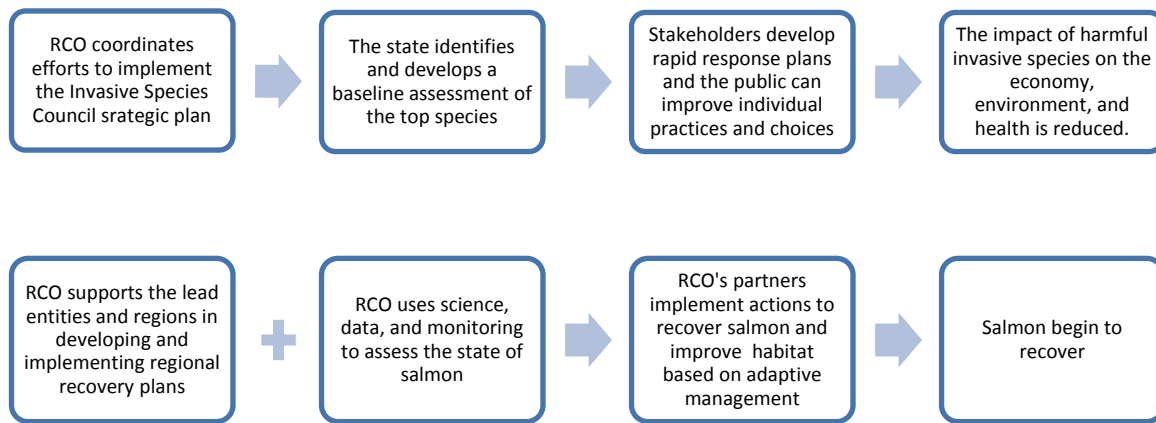 RCO coordinates
efforts to implement
the Invasive Species
Council srategic plan
The state identifies
and develops a
baseline assessment of
the top species
Stakeholders develop
rapid response plans
and the public can
improve individual
practices and choices
The impact of harmful
invasive species on the
economy,
environment, and
health is reduced.
RCO supports the lead
entities and regions in
developing and
implementing regional
recovery plans
RCO uses science,
data, and monitoring
to assess the state of
salmon
RCO's partners
implement actions to
recover salmon and
improve habitat
based on adaptive
management
Salmon begin to
recover